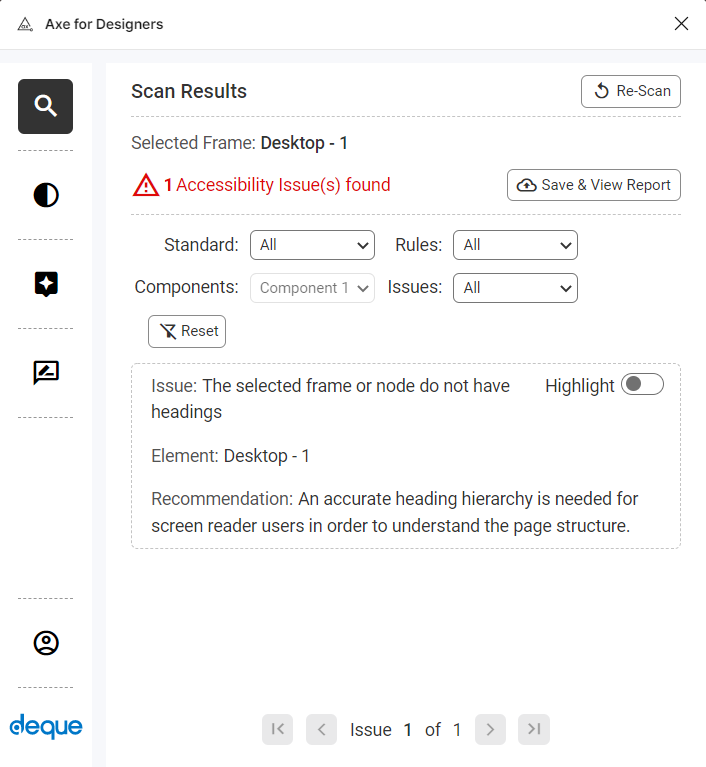 Axe for Designers
Scan Results
Re-Scan
Selected Frame: Desktop - 1
1 Accessibility Issue(s) found
Save & View Report
Standard: All Rules: All
Components: Component 1 Issues: All
Reset
Issue: The selected frame or node do not have
headings
Highlight
Element: Desktop - 1
Recommendation: An accurate heading hierarchy is needed for
screen reader users in order to understand the page structure.
deque
Issue 1 of 1